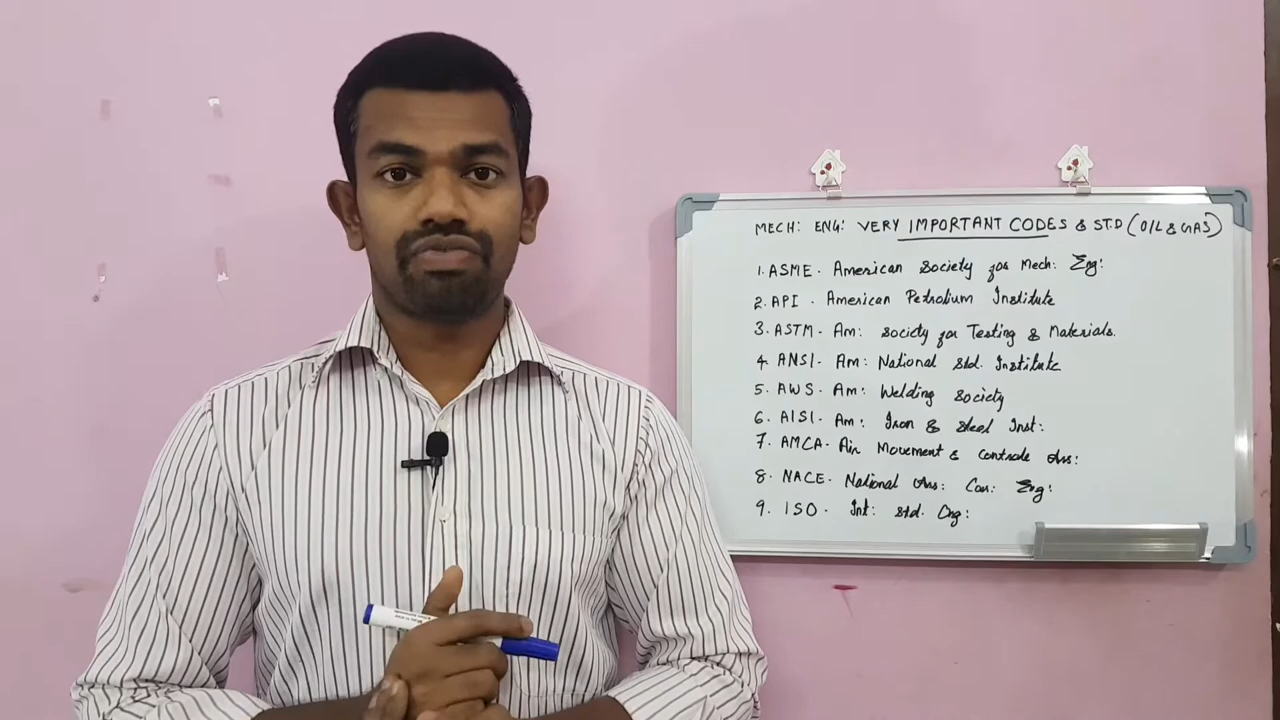 MECH: ENG: VERY IMPORTANT CODES & STD (OIL & GAS)
1. ASME. American Society for Mech: Eng:
2. API. American Petrolium Institute
3. ASTM. Am: Society for Testing & Materials.
4 ANSI. Am: National std. Institute
5. AWS. Am: Welding Society
6. AISI. Am: Iron & Steel Inst:
7. AMCA. Air Movement & Controle Ass:
8. NACE. National Ass: Cor: Eng:
9. ISO. Int: Std. Org: